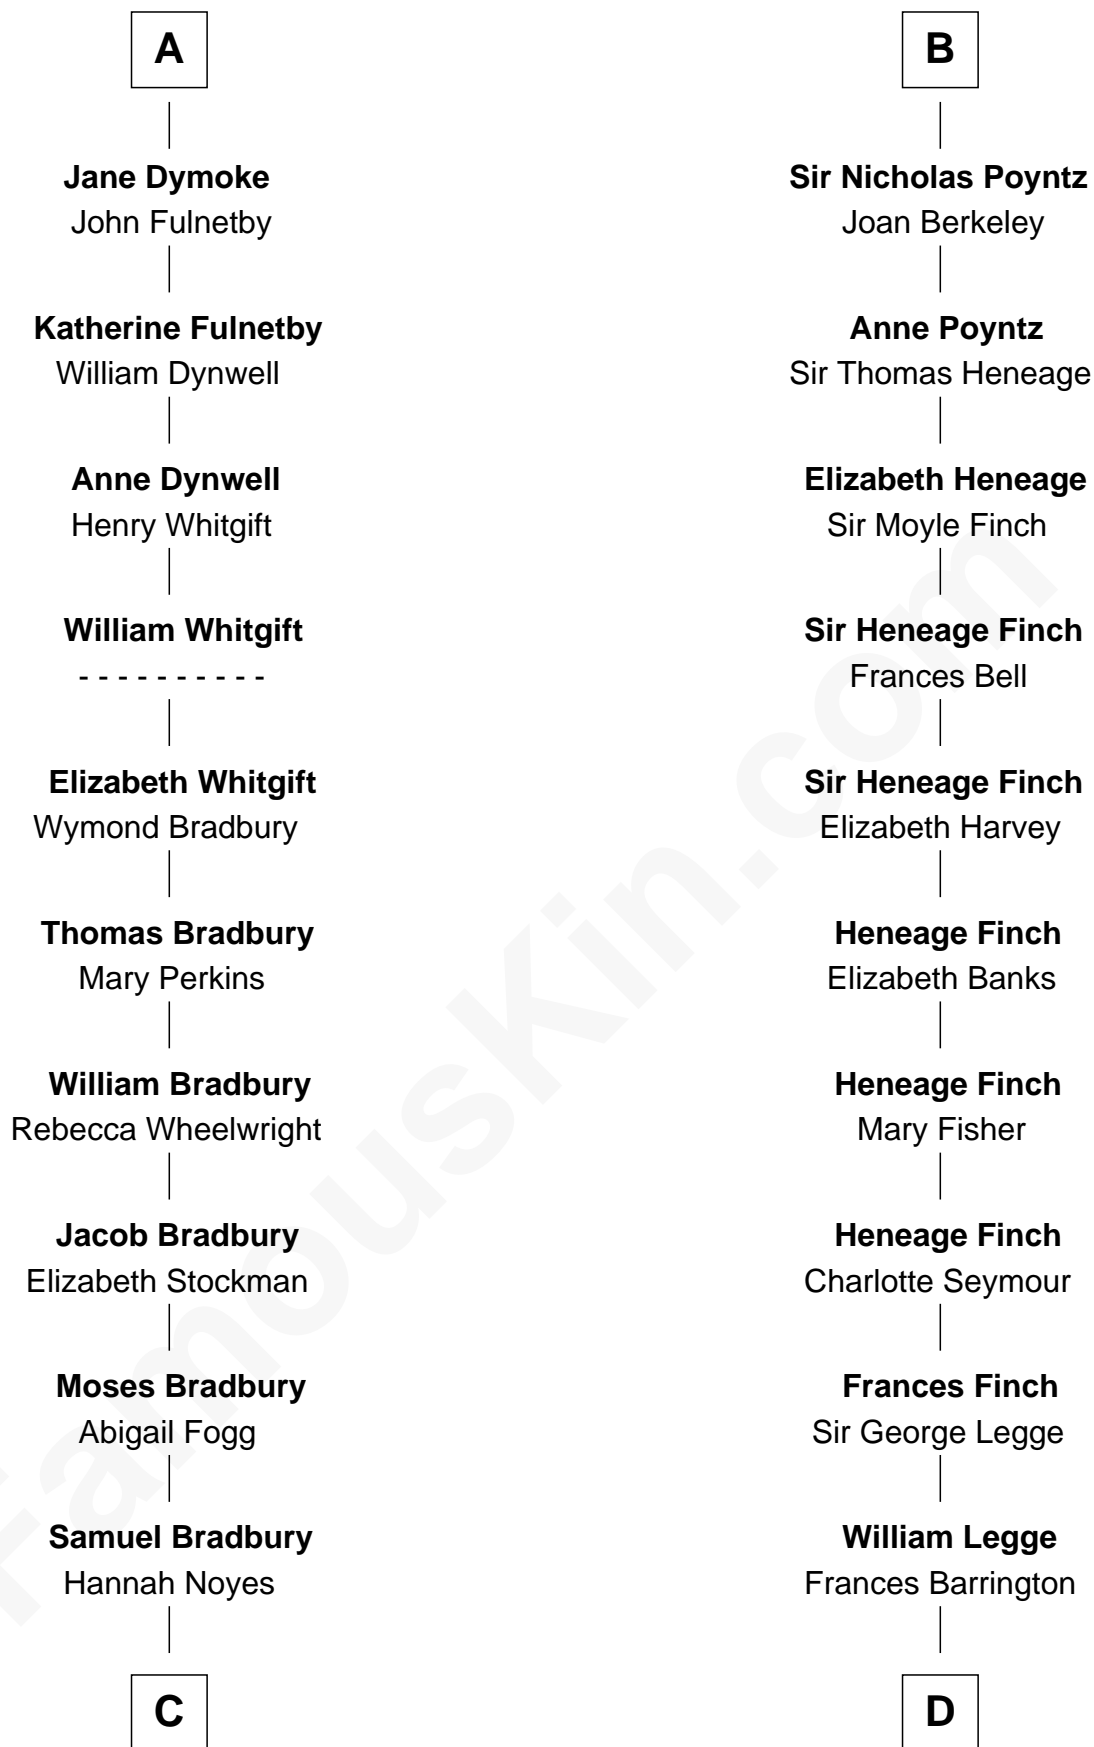 A
Jane Dymoke
John Fulnetby
Katherine Fulnetby
William Dynwell
Anne Dynwell
Henry Whitgift
William Whitgift
- - - - - - - - - -
Elizabeth Whitgift
Wymond Bradbury
Thomas Bradbury
Mary Perkins
William Bradbury
Rebecca Wheelwright
Jacob Bradbury
Elizabeth Stockman
Moses Bradbury
Abigail Fogg
Samuel Bradbury
Hannah Noyes
C
B
Sir Nicholas Poyntz
Joan Berkeley
Anne Poyntz
Sir Thomas Heneage
Elizabeth Heneage
Sir Moyle Finch
Sir Heneage Finch
Frances Bell
Sir Heneage Finch
Elizabeth Harvey
Heneage Finch
Elizabeth Banks
Heneage Finch
Mary Fisher
Heneage Finch
Charlotte Seymour
Frances Finch
Sir George Legge
William Legge
Frances Barrington
D
FamousKin.com